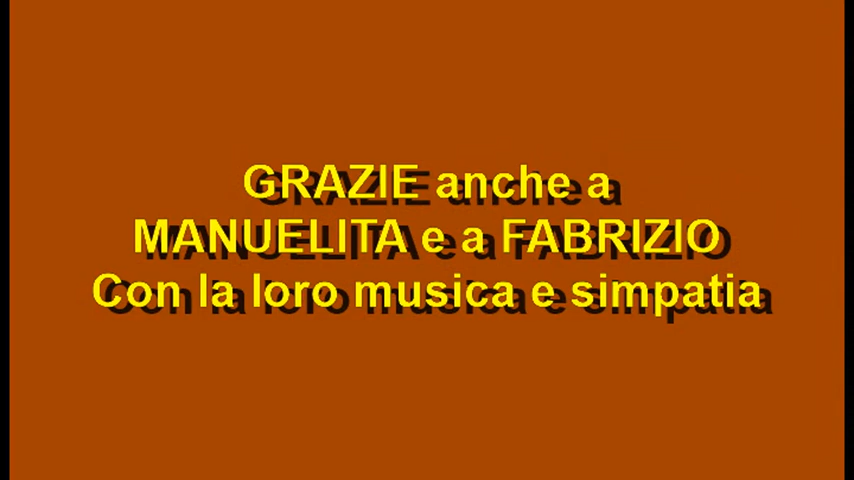 GRAZIE anche a
MANUELITA e a FABRIZIO
Con la loro musica e simpatia